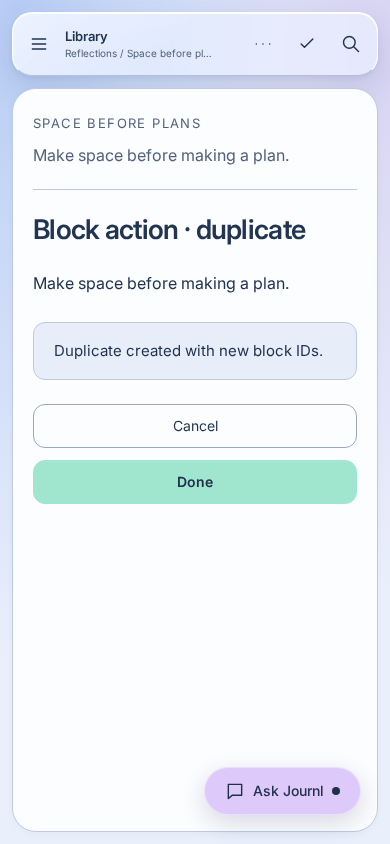 Library
Reflections / Space before pl...
SPACE BEFORE PLANS
Make space before making a plan.
Block action · duplicate
Make space before making a plan.
Duplicate created with new block IDs.
Cancel
Done
Ask Journl